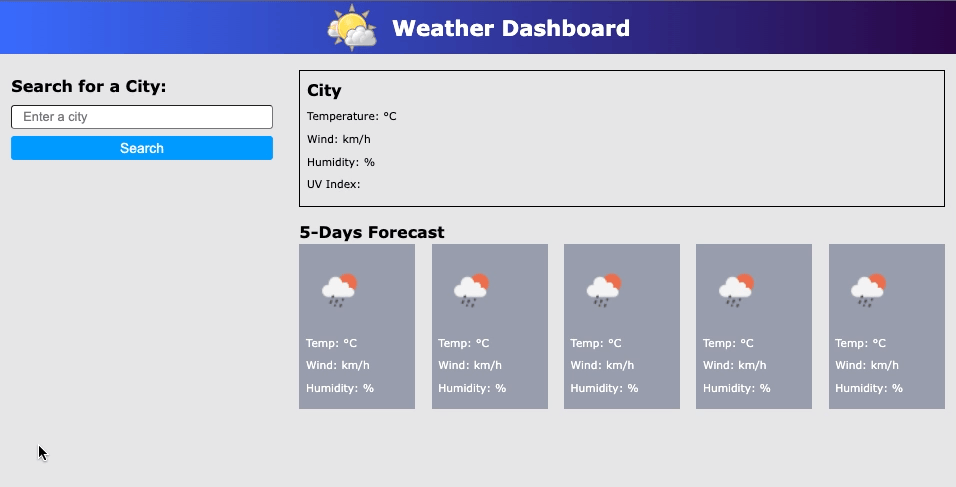 Weather Dashboard
Search for a City:
Enter a city
Search
City
Temperature: °C
Wind: km/h
Humidity: %
UV Index:
5-Days Forecast
Temp: °C
Wind: km/h
Humidity: %
Temp: °C
Wind: km/h
Humidity: %
Temp: °C
Wind: km/h
Humidity: %
Temp: °C
Wind: km/h
Humidity: %
Temp: °C
Wind: km/h
Humidity: %